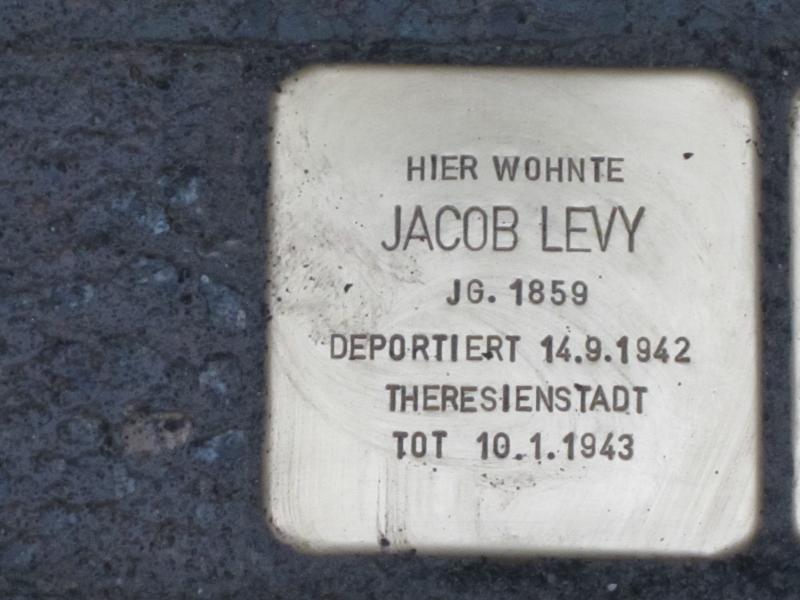 HIER WOHNTE
JACOB LEVY
JG. 1859
DEPORTIERT 14.9.1942
THERESIENSTADT
TOT 10.1.1943